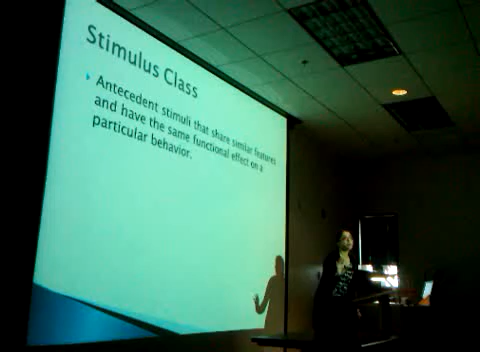 Stimulus Class
Antecedent stimuli that share similar features
and have the same functional effect on a
particular behavior.